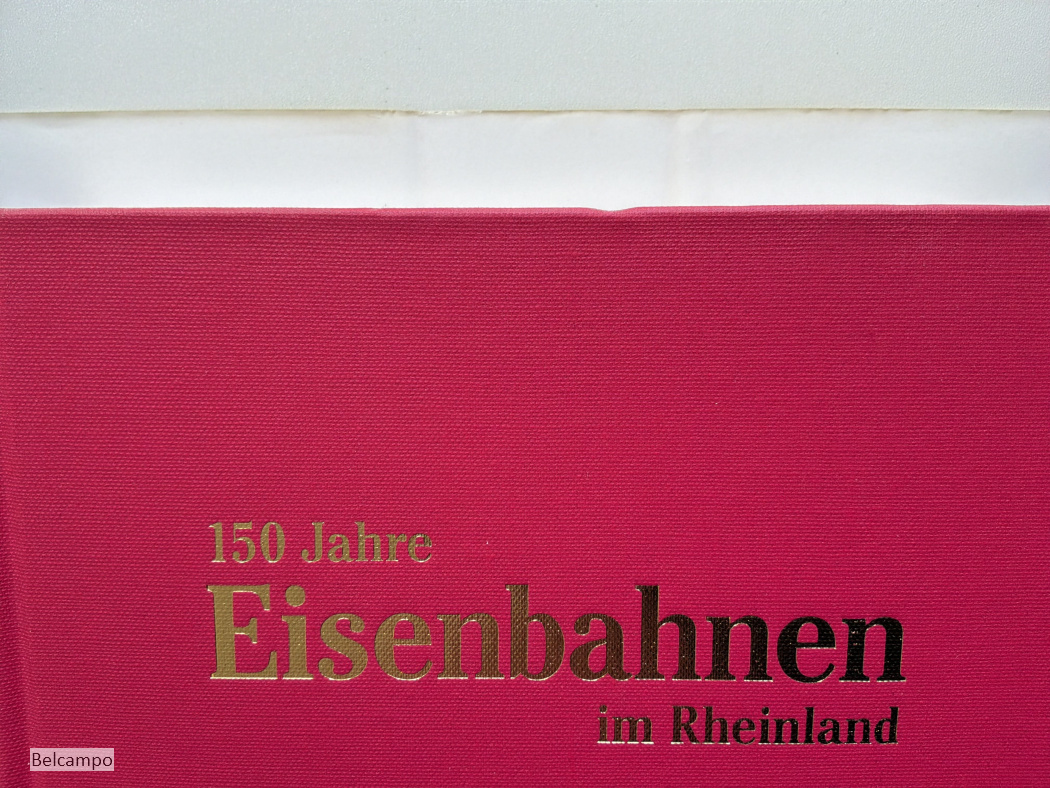 150 Jahre
Eisenbahnen
im Rheinland
Belcampo